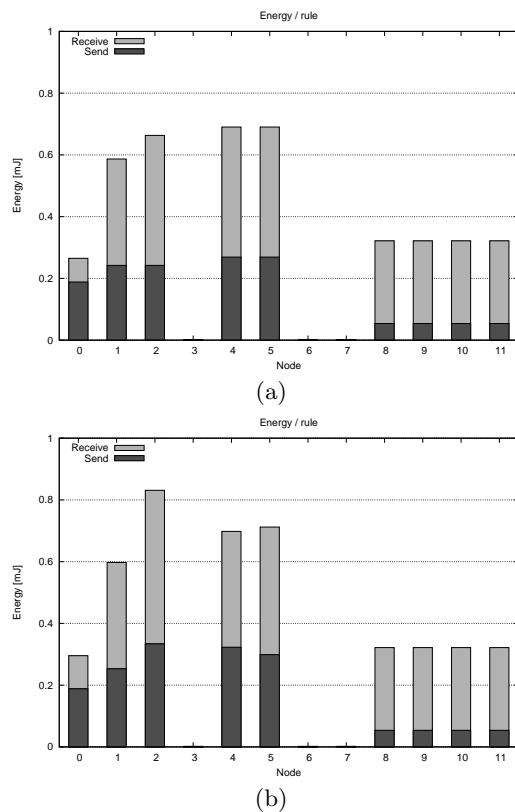 Energy / rule
1
Receive
Send
0.8
0.6
Energy [mJ]
0.4
0.2
0
0 1 2 3 4 5 6 7 8 9 10 11
Node
(a)
Energy / rule
1
Receive
Send
0.8
0.6
Energy [mJ]
0.4
0.2
0
0 1 2 3 4 5 6 7 8 9 10 11
Node
(b)